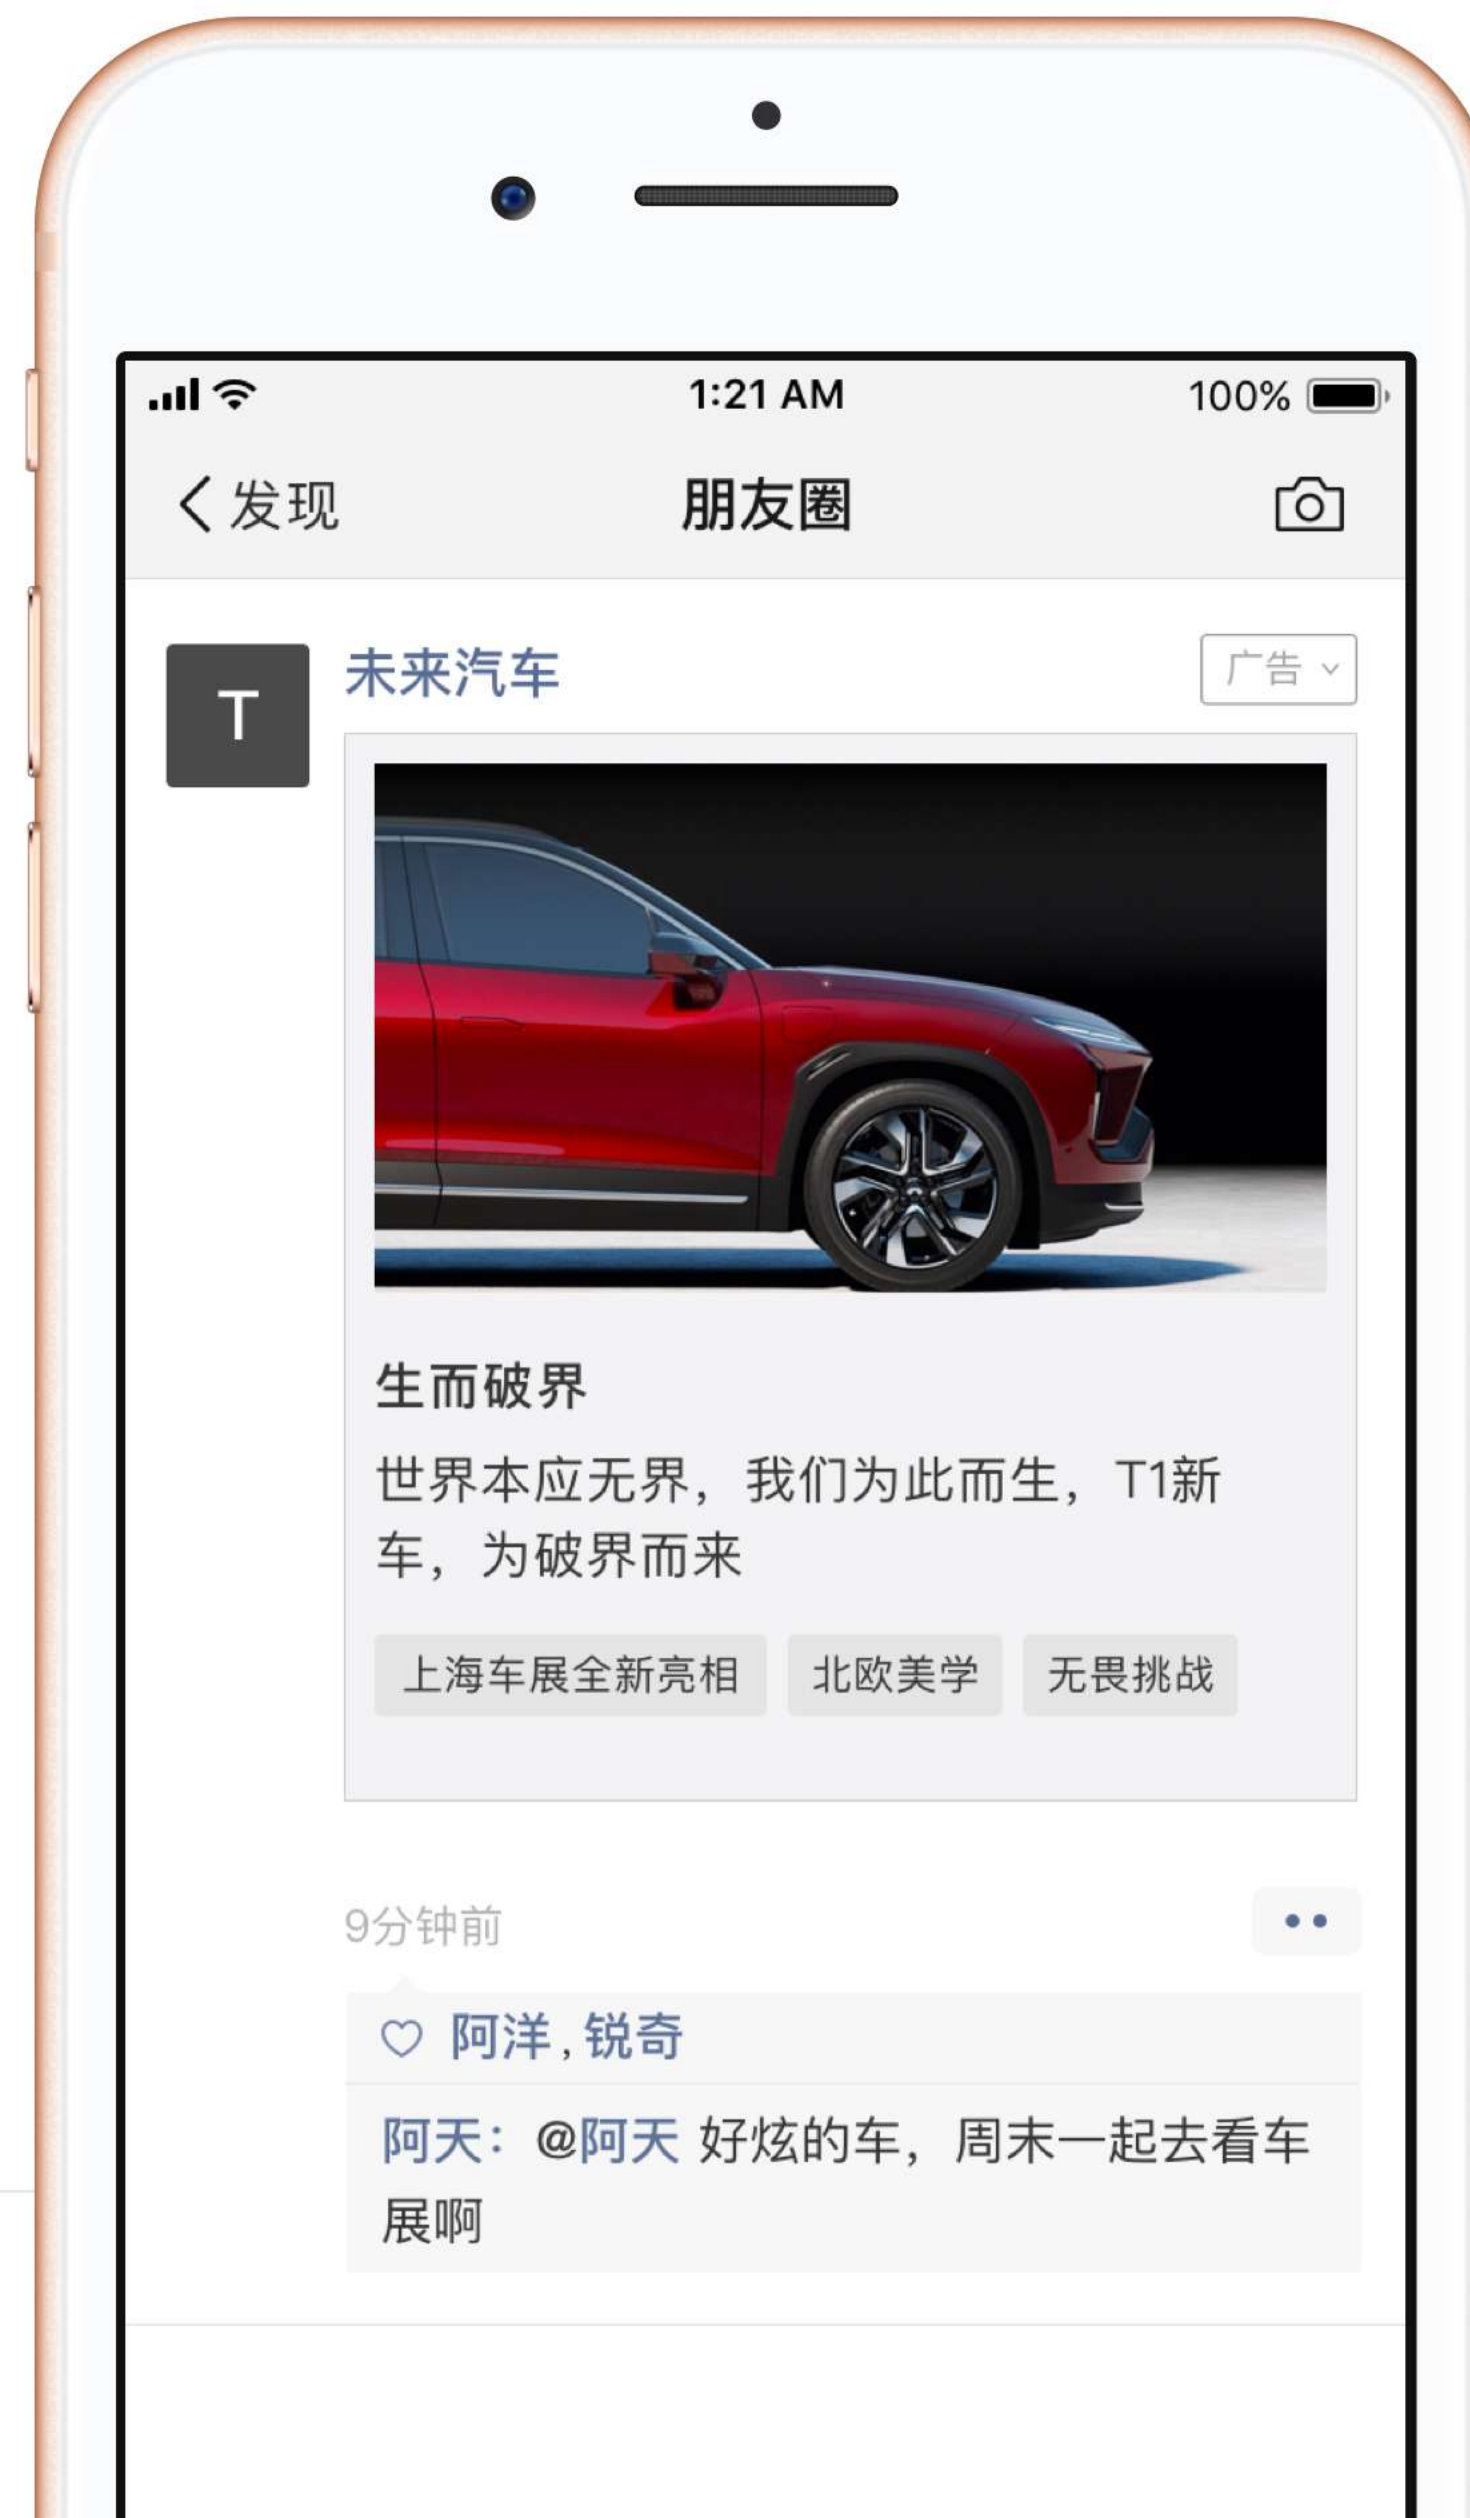 1:21 AM
100%
发现
朋友圈
T
未来汽车
广告
生而破界
世界本应无界，我们为此而生，T1新
车，为破界而来
上海车展全新亮相 北欧美学 无畏挑战
9分钟前
阿洋,锐奇
阿天：@阿天 好炫的车，周末一起去看车
展啊